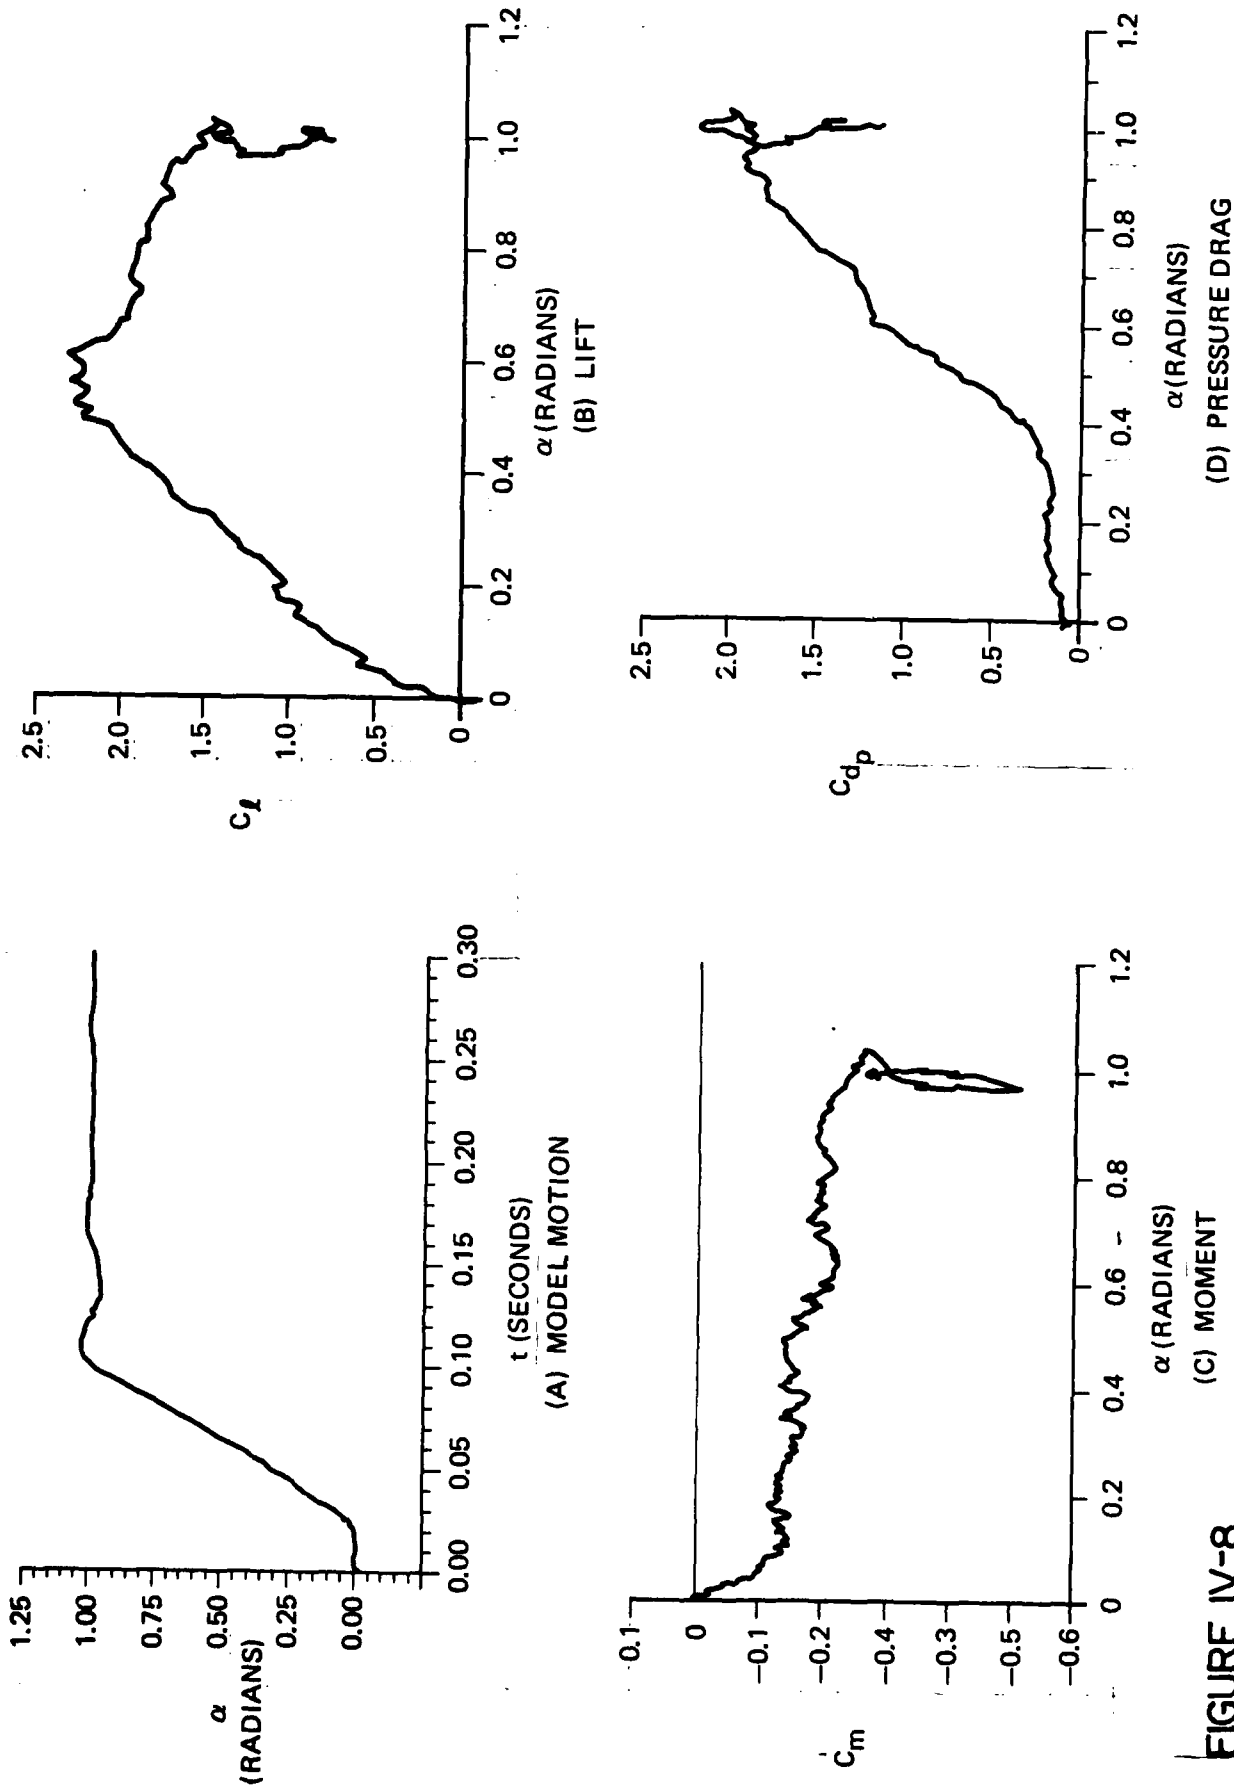 1.25
1.00
0.75
0.50
0.25
0.00
α
(RADIANS)
0.00 0.05 0.10 0.15 0.20 0.25 0.30
t (SECONDS)
(A) MODEL MOTION
2.5
2.0
1.5
1.0
0.5
0
Cℓ
0 0.2 0.4 0.6 0.8 1.0 1.2
α (RADIANS)
(B) LIFT
-0.1
0
-0.1
-0.2
-0.4
-0.3
-0.5
-0.6
Cm
0 0.2 0.4 0.6 0.8 1.0 1.2
α (RADIANS)
(C) MOMENT
2.5
2.0
1.5
1.0
0.5
0
Cdp
0 0.2 0.4 0.6 0.8 1.0 1.2
α (RADIANS)
(D) PRESSURE DRAG
FIGURE IV-8